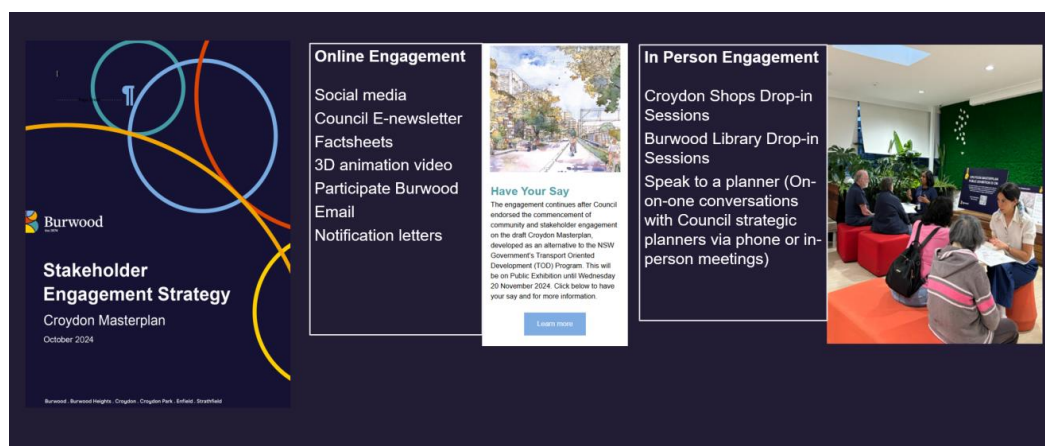 ¶
Burwood
Stakeholder
Engagement Strategy
Croydon Masterplan
October 2024
Burwood . Burwood Heights . Croydon . Croydon Park . Enfield . Strathfield
Online Engagement
Social media
Council E-newsletter
Factsheets
3D animation video
Participate Burwood
Email
Notification letters
Have Your Say
The engagement continues after Council
endorsed the commencement of
community and stakeholder engagement
on the draft Croydon Masterplan,
developed as an alternative to the NSW
Government's Transport Oriented
Development (TOD) Program. This will
be on Public Exhibition until Wednesday
20 November 2024. Click below to have
your say and for more information.
Learn more
In Person Engagement
Croydon Shops Drop-in
Sessions
Burwood Library Drop-in
Sessions
Speak to a planner (On-
on-one conversations
with Council strategic
planners via phone or in-
person meetings)